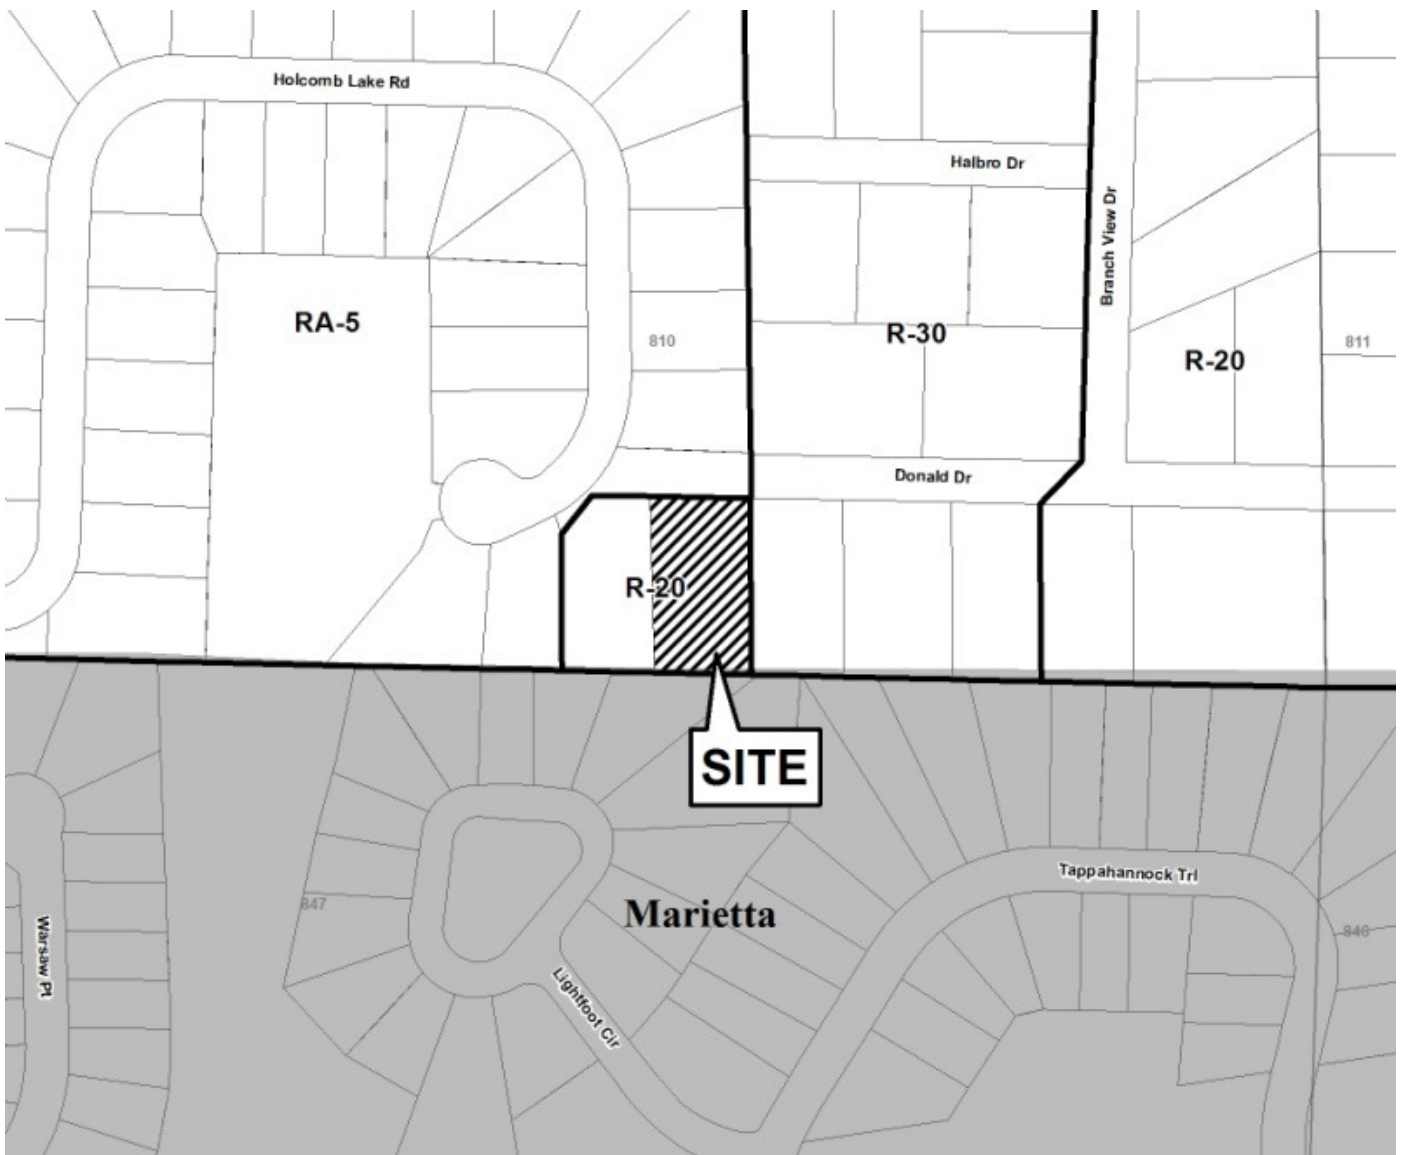 Holcomb Lake Rd
Halbro Dr
Branch View Dr
RA-5
R-30
810
811
R-20
Donald Dr
R-20
SITE
Tappahannock Trl
847
Marietta
846
Warsaw Pt
Lightfoot Cir